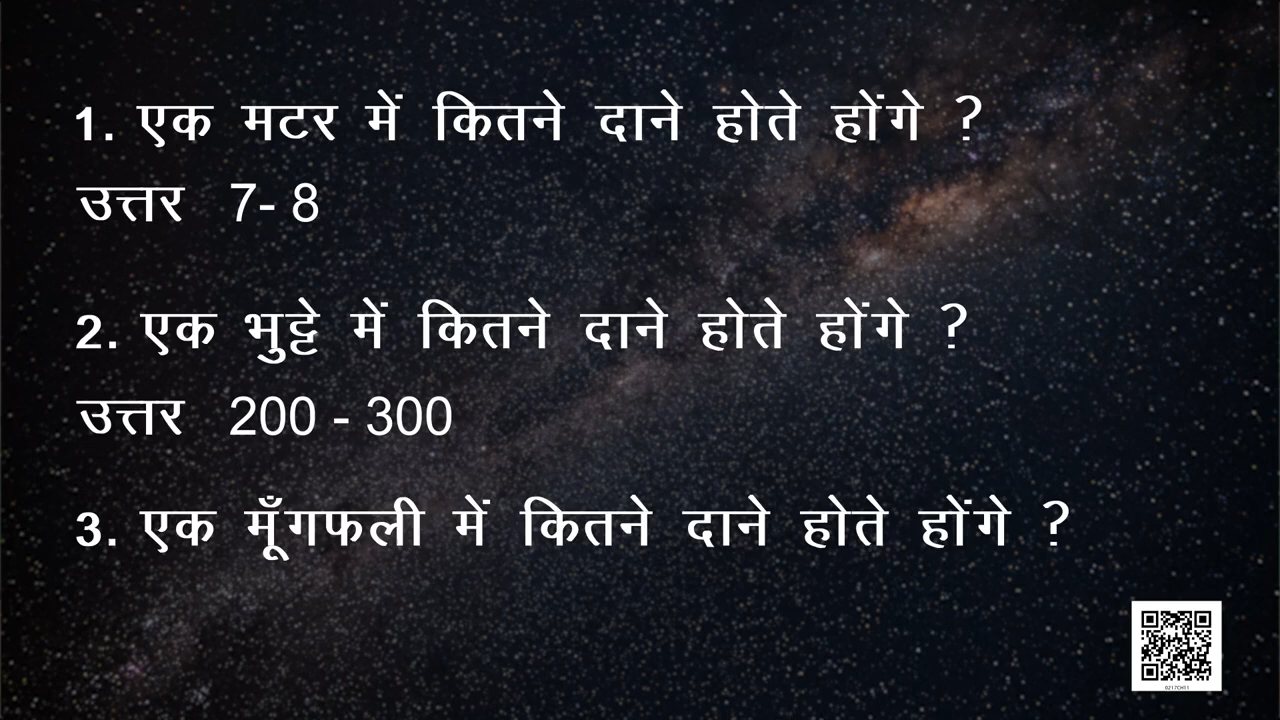 1. एक मटर में कितने दाने होते होंगे ?
उत्तर 7- 8
2. एक भुट्टे में कितने दाने होते होंगे ?
उत्तर 200 - 300
3. एक मूँगफली में कितने दाने होते होंगे ?